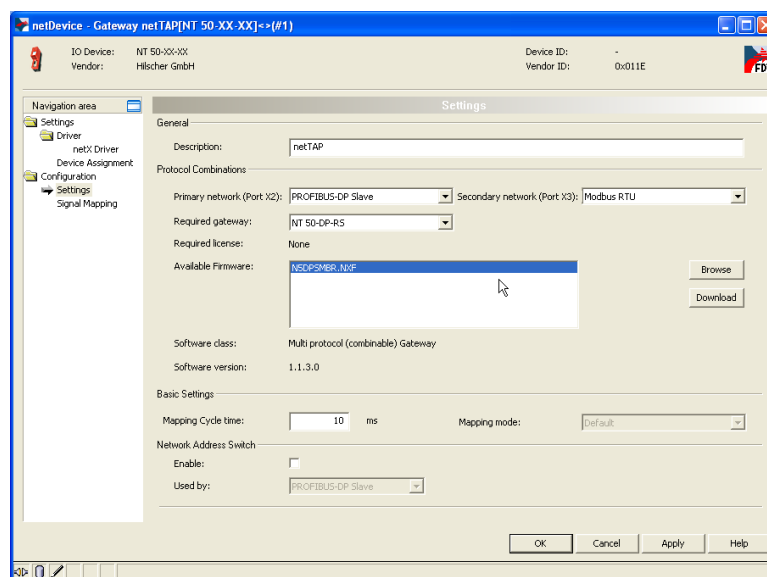 netDevice - Gateway netTAP[NT 50-XX-XX]<>(#1)
IO Device: NT 50-XX-XX Device ID: -
Vendor: Hilscher GmbH Vendor ID: 0x011E
FD
Navigation area
Settings
Driver
netX Driver
Device Assignment
Configuration
Settings
Signal Mapping
Settings
General
Description: netTAP
Protocol Combinations
Primary network (Port X2): PROFIBUS-DP Slave Secondary network (Port X3): Modbus RTU
Required gateway: NT 50-DP-RS
Required license: None
Available Firmware: N5DPSMBR.NXF
Browse
Download
Software class: Multi protocol (combinable) Gateway
Software version: 1.1.3.0
Basic Settings
Mapping Cycle time: 10 ms Mapping mode: Default
Network Address Switch
Enable:
Used by: PROFIBUS-DP Slave
OK Cancel Apply Help